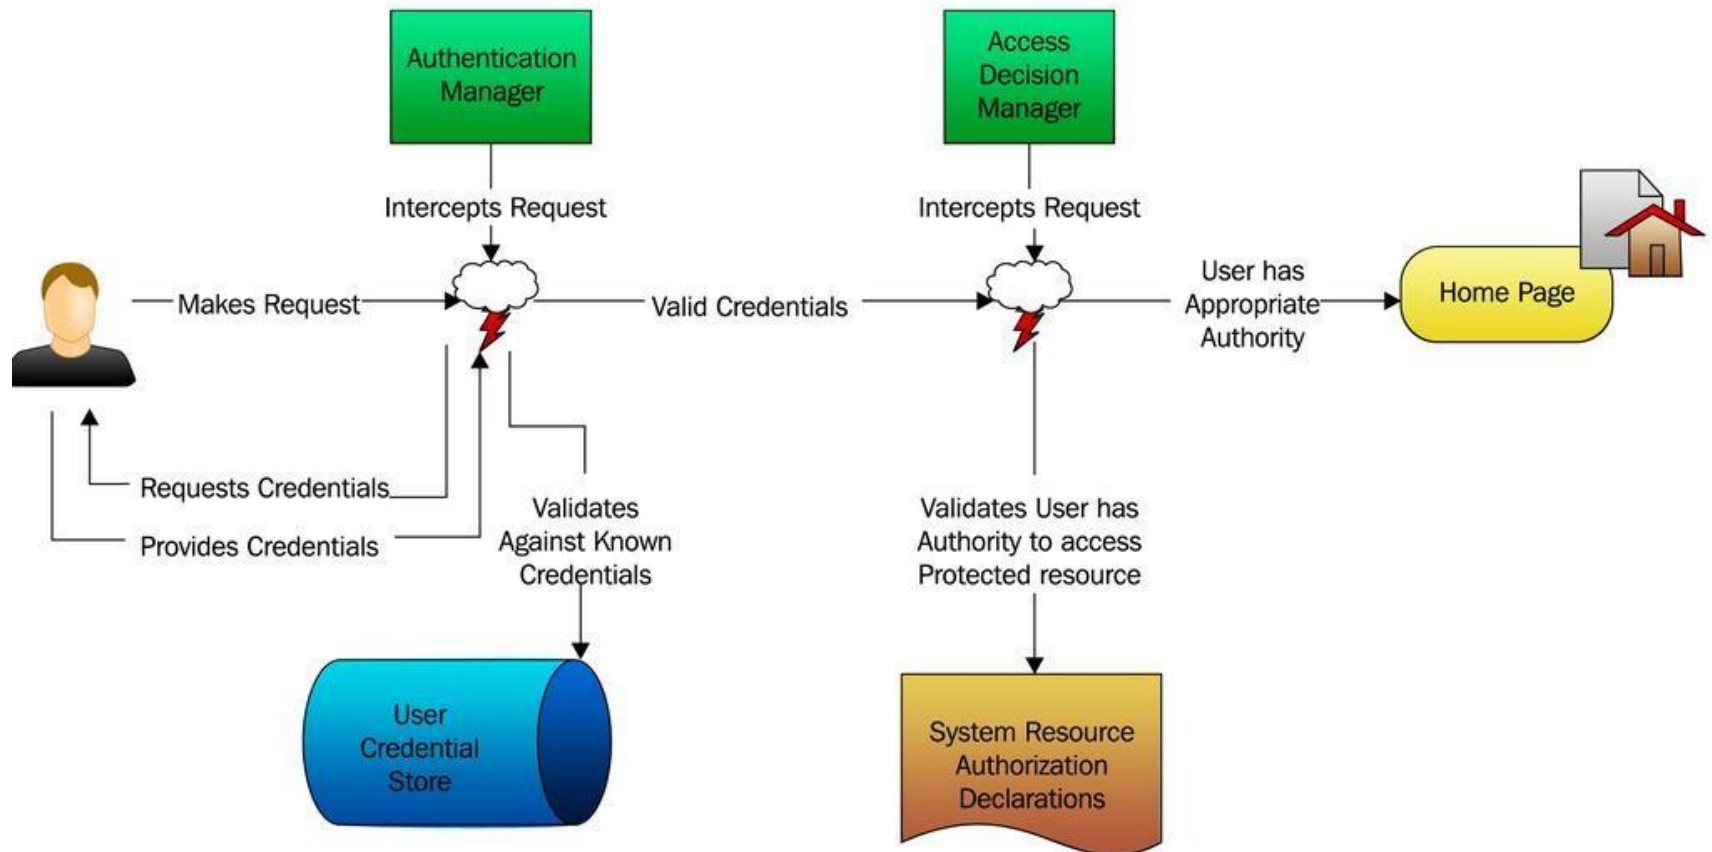 Authentication
Manager
Access
Decision
Manager
Intercepts Request
Intercepts Request
Makes Request
Valid Credentials
User has
Appropriate
Authority
Home Page
Requests Credentials
Provides Credentials
Validates
Against Known
Credentials
Validates User has
Authority to access
Protected resource
User
Credential
Store
System Resource
Authorization
Declarations